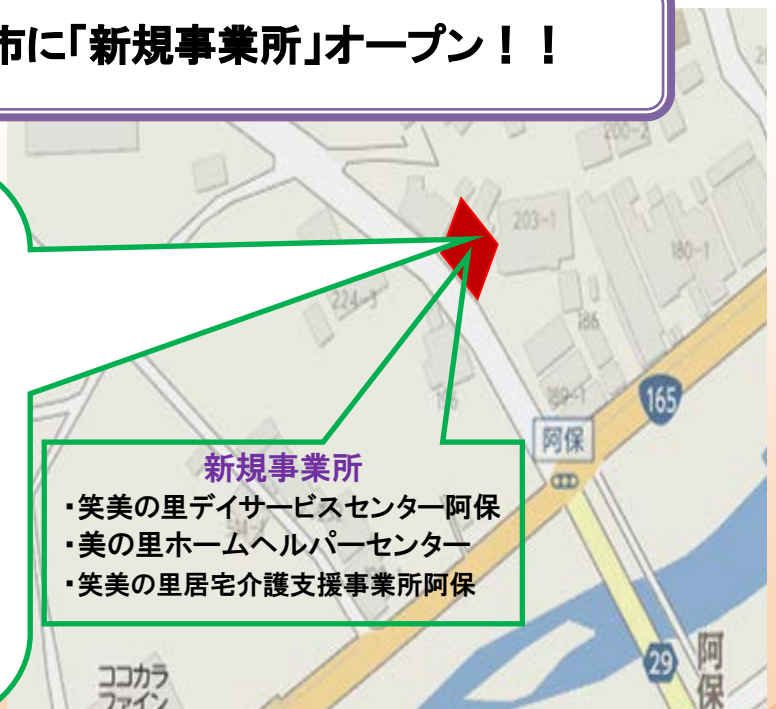 市に「新規事業所」オープン！！
200-2
203-1
180-1
224-3
186
189-1
165
阿保
新規事業所
・笑美の里デイサービスセンター阿保
・美の里ホームヘルパーセンター
・笑美の里居宅介護支援事業所阿保
29
阿保
ココカラ
ファイン